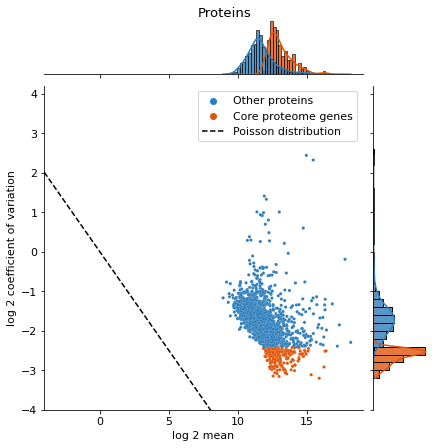 Proteins
Other proteins
Core proteome genes
Poisson distribution
log 2 coefficient of variation
4
3
2
1
0
−1
−2
−3
−4
0
5
10
15
log 2 mean